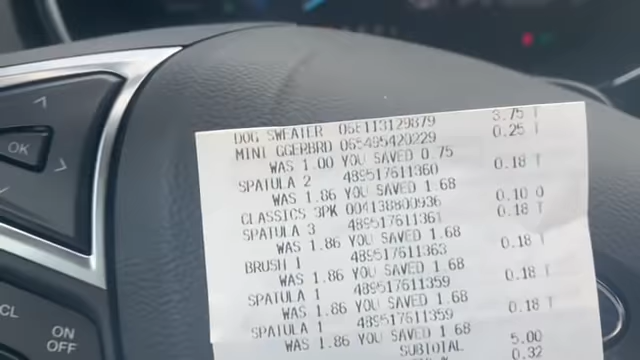 DOG SWEATER 068113129879 3.75 T
MINI GGERBRD 065495420229 0.25 T
WAS 1.00 YOU SAVED 0.75
SPATULA 2 489517611360 0.18 T
WAS 1.86 YOU SAVED 1.68
CLASSICS 3PK 004138800936 0.10 O
SPATULA 3 489517611361 0.18 T
WAS 1.86 YOU SAVED 1.68
BRUSH 1 489517611363 0.18 T
WAS 1.86 YOU SAVED 1.68
SPATULA 1 489517611359 0.18 T
WAS 1.86 YOU SAVED 1.68
SPATULA 1 489517611359 0.18 T
WAS 1.86 YOU SAVED 1.68
SUBTOTAL 5.00
0.32
OK
CL
ON
OFF